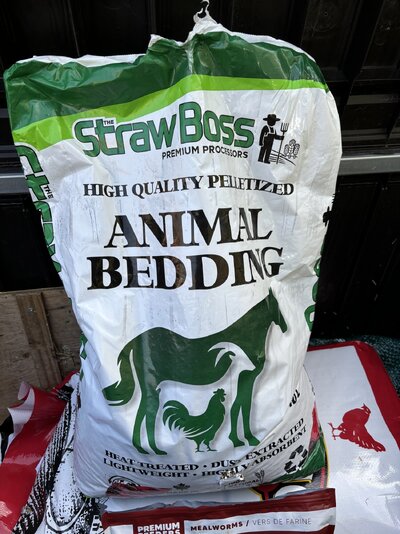 THE
StrawBoss
PREMIUM PROCESSORS
HIGH QUALITY PELLETIZED
ANIMAL
BEDDING
HEAT TREATED • DUST EXTRACTED
LIGHTWEIGHT • HIGHLY ABSORBENT
PREMIUM
MEALWORMS / VERS DE FARINE